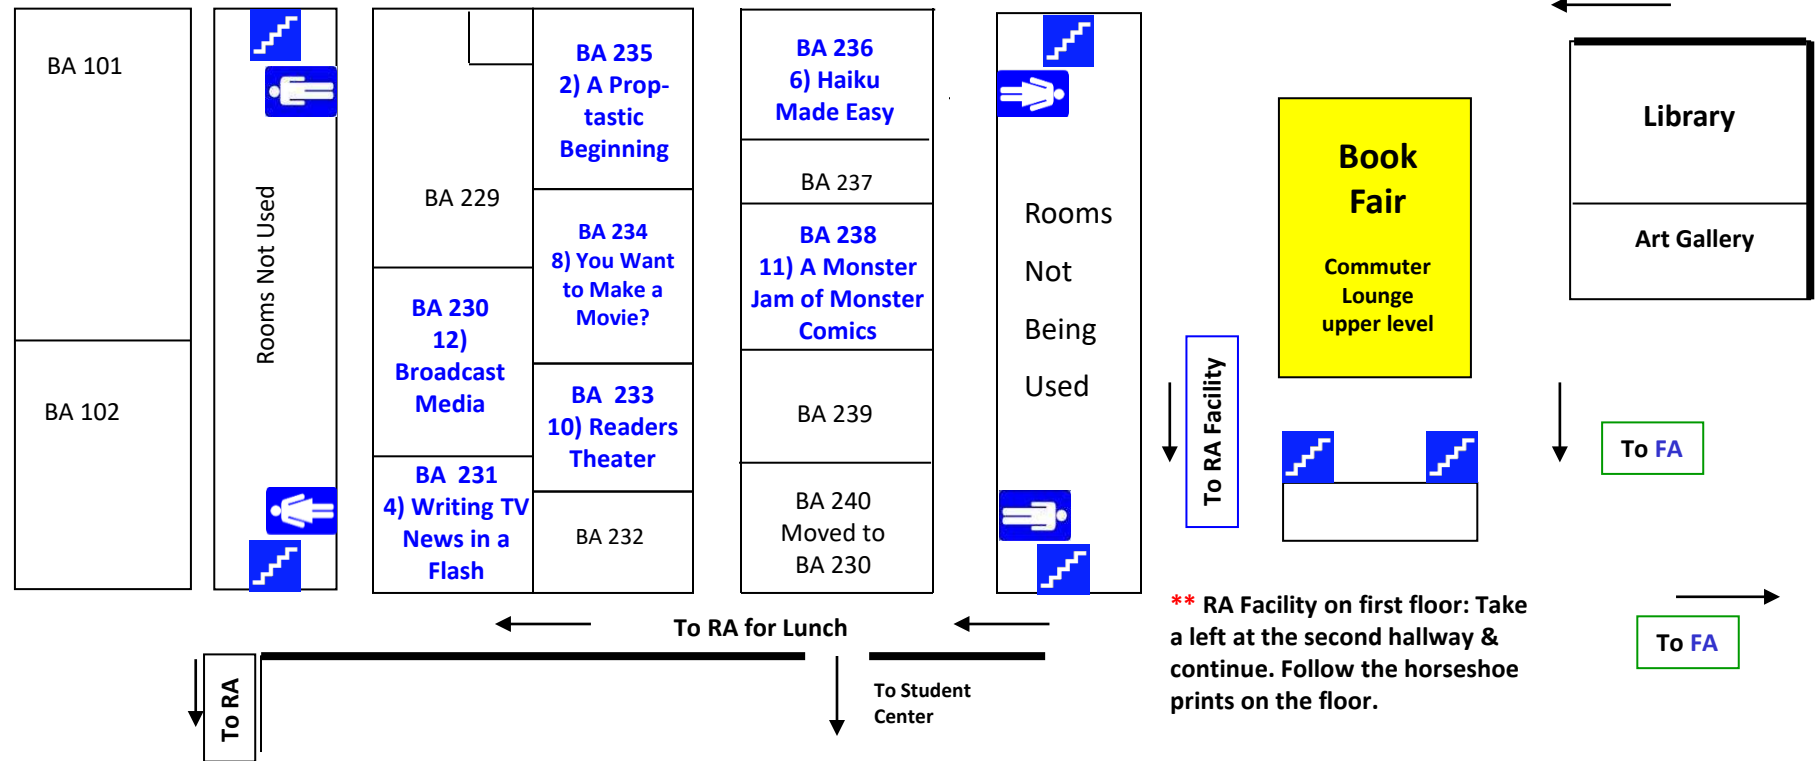 BA 101
BA 102
Rooms Not Used
BA 229
BA 230
12)
Broadcast
Media
BA 231
4) Writing TV
News in a
Flash
BA 235
2) A Prop-
tastic
Beginning
BA 234
8) You Want
to Make a
Movie?
BA 233
10) Readers
Theater
BA 232
BA 236
6) Haiku
Made Easy
BA 237
BA 238
11) A Monster
Jam of Monster
Comics
BA 239
BA 240
Moved to
BA 230
Rooms
Not
Being
Used
To RA Facility
Book
Fair
Commuter
Lounge
upper level
Library
Art Gallery
To FA
** RA Facility on first floor: Take
a left at the second hallway &
continue. Follow the horseshoe
prints on the floor.
To FA
To RA for Lunch
To RA
To Student
Center